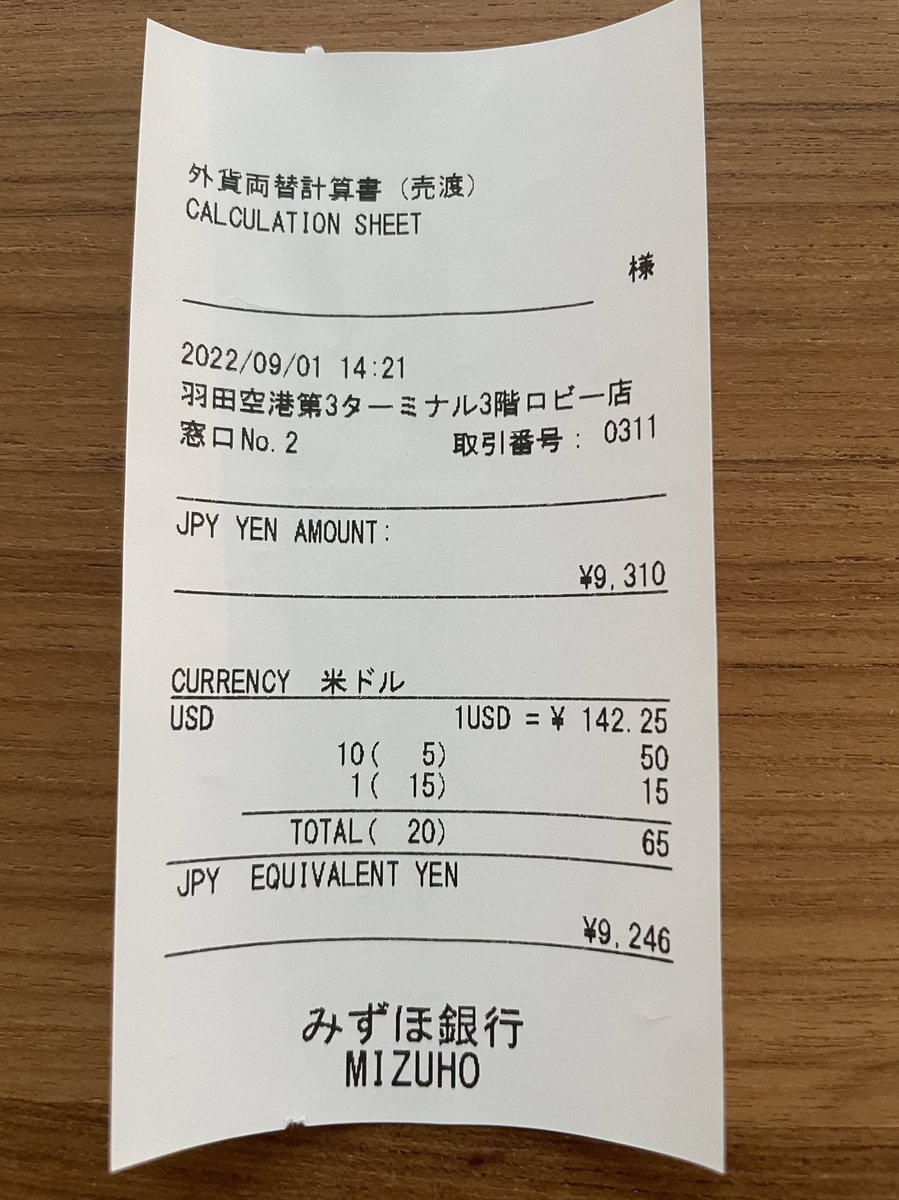 外貨両替計算書 (売渡)
CALCULATION SHEET
様
2022/09/01 14:21
羽田空港第3ターミナル3階ロビー店
窓口No.2 取引番号: 0311
JPY YEN AMOUNT:
¥9,310
CURRENCY 米ドル
USD 1USD =¥ 142.25
10( 5) 50
1( 15) 15
TOTAL( 20) 65
JPY EQUIVALENT YEN
¥9,246
みずほ銀行
MIZUHO